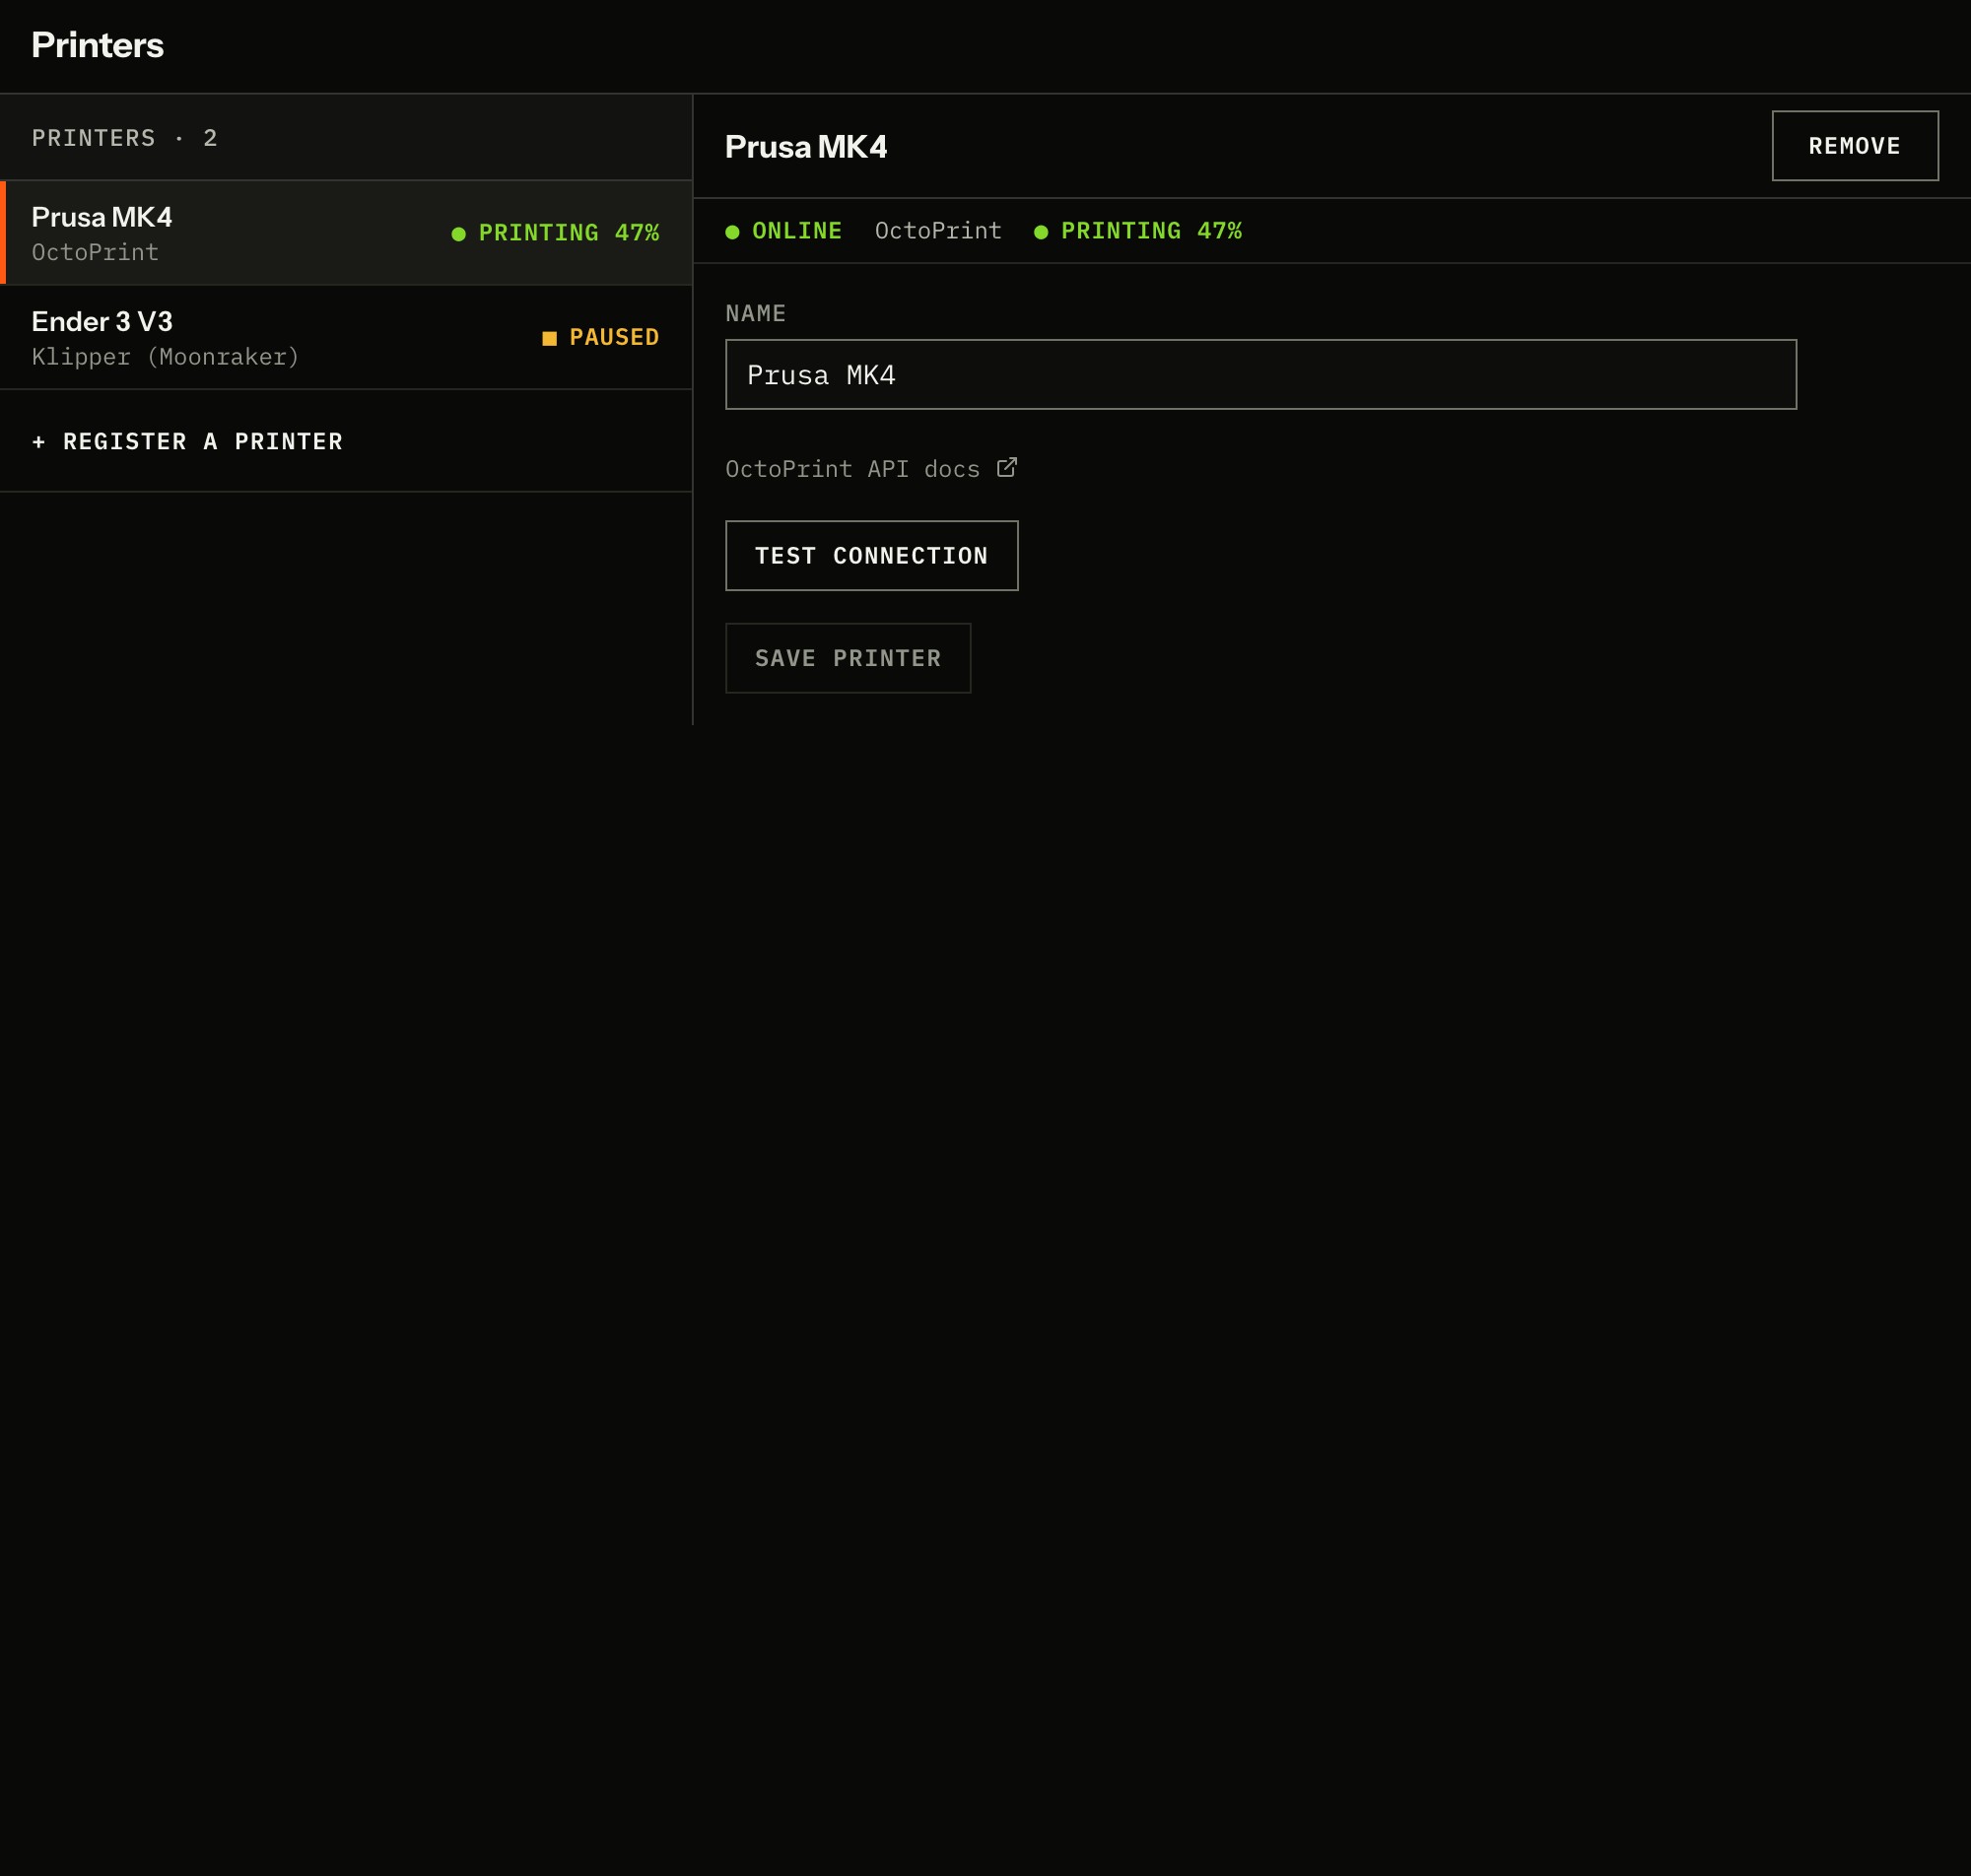 Printers
PRINTERS · 2
Prusa MK4
OctoPrint
PRINTING 47%
Ender 3 V3
Klipper (Moonraker)
PAUSED
+ REGISTER A PRINTER
Prusa MK4
REMOVE
ONLINE OctoPrint PRINTING 47%
NAME
Prusa MK4
OctoPrint API docs
TEST CONNECTION
SAVE PRINTER